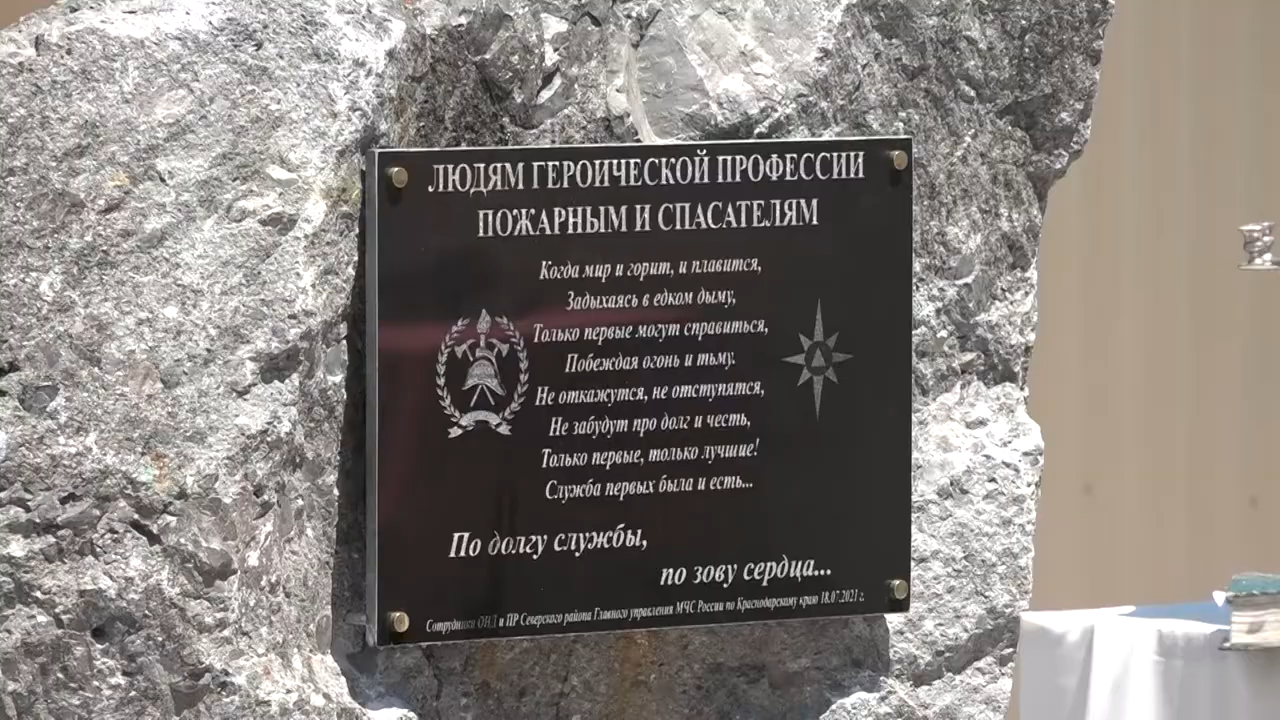 ЛЮДЯМ ГЕРОИЧЕСКОЙ ПРОФЕССИИ
ПОЖАРНЫМ И СПАСАТЕЛЯМ
Когда мир и горит, и плавится,
Задыхаясь в едком дыму,
Только первые могут справиться,
Побеждая огонь и тьму.
Не откажутся, не отступятся,
Не забудут про долг и честь,
Только первые, только лучшие!
Служба первых была и есть...
По долгу службы,
по зову сердца...
Сотрудники ОНД и ПР Северского района Главного управления МЧС России по Краснодарскому краю 18.07.2021 г.